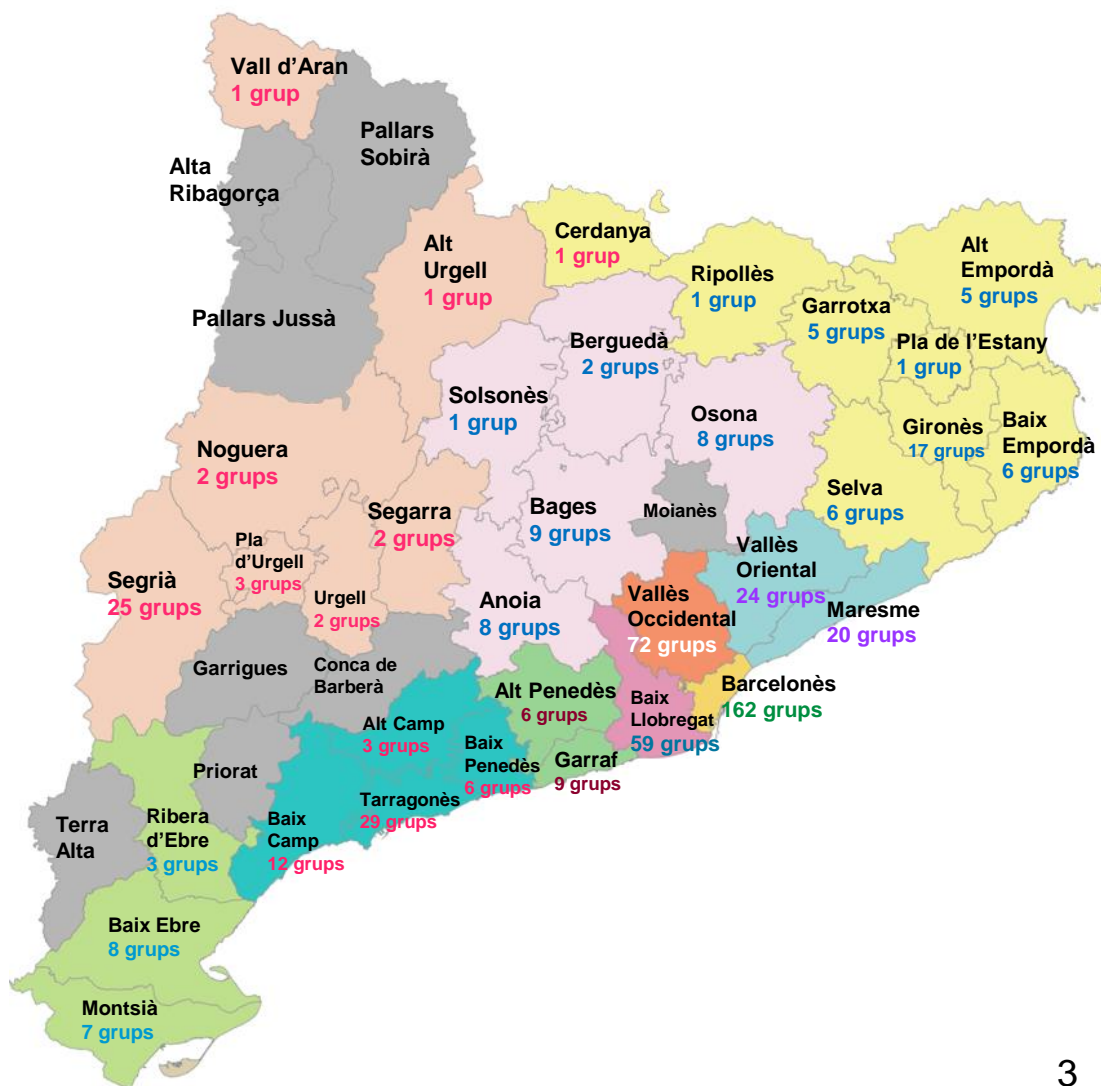 Vall d’Aran
1 grup
Pallars
Sobirà
Alta
Ribagorça
Cerdanya
1 grup
Alt
Urgell
1 grup
Ripollès
1 grup
Alt
Empordà
5 grups
Garrotxa
5 grups
Pallars Jussà
Berguedà
2 grups
Pla de l’Estany
1 grup
Solsonès
1 grup
Osona
8 grups
Gironès
17 grups
Baix
Empordà
6 grups
Noguera
2 grups
Selva
6 grups
Bages
9 grups
Moianès
Segarra
2 grups
Pla
d’Urgell
3 grups
Segrià
25 grups
Urgell
2 grups
Vallès
Oriental
24 grups
Anoia
8 grups
Vallès
Occidental
72 grups
Maresme
20 grups
Garrigues
Conca de
Barberà
Alt Penedès
6 grups
Baix
Llobregat
59 grups
Barcelonès
162 grups
Alt Camp
3 grups
Baix
Penedès
6 grups
Garraf
9 grups
Priorat
Tarragonès
29 grups
Baix
Camp
12 grups
Ribera
d’Ebre
3 grups
Terra
Alta
Baix Ebre
8 grups
Montsià
7 grups
3